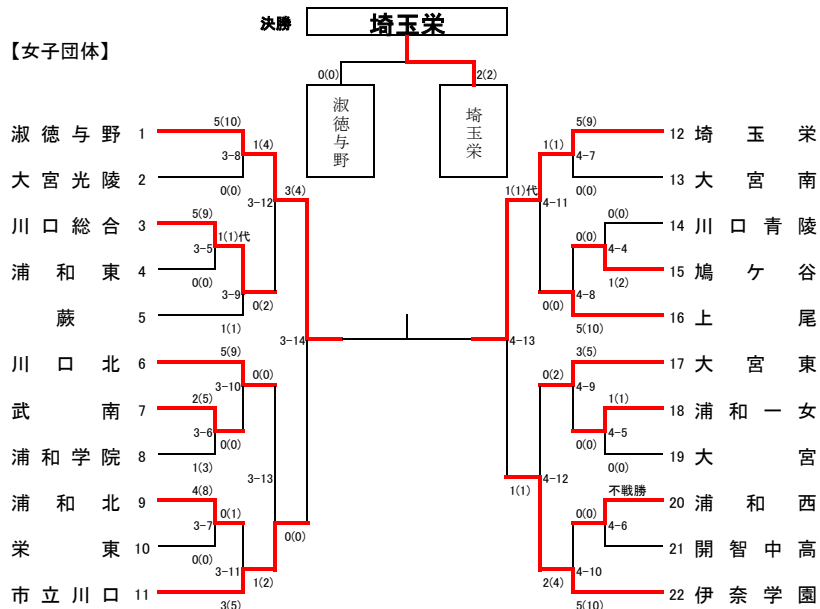 決勝 埼玉栄
【女子団体】
0(0) 2(2)
淑徳与野 埼玉栄
淑徳与野 1 5(10) 1(4) 1(1) 5(9) 12 埼玉栄
3-8 4-7
大宮光陵 2 0(0) 3(4) 1(1)代 0(0) 13 大宮南
3-12 4-11
川口総合 3 5(9) 1(1)代 0(0) 0(0) 14 川口青陵
3-5 4-4
浦和東 4 0(0) 1(2) 15 鳩ケ谷
3-9 0(2) 0(0) 4-8
蕨 5 1(1) 5(10) 16 上尾
3-14 4-13
川口北 6 5(9) 0(0) 0(2) 3(5) 17 大宮東
3-10 4-9
武南 7 2(5) 1(1) 18 浦和一女
3-6 0(0) 0(0) 4-5
浦和学院 8 1(3) 0(0) 19 大宮
3-13 4-12
浦和北 9 4(8) 0(1) 1(1) 0(0) 不戦勝 20 浦和西
3-7 4-6
栄東 10 0(0) 0(0) 21 開智中高
3-11 4-10
市立川口 11 3(5) 1(2) 2(4) 5(10) 22 伊奈学園